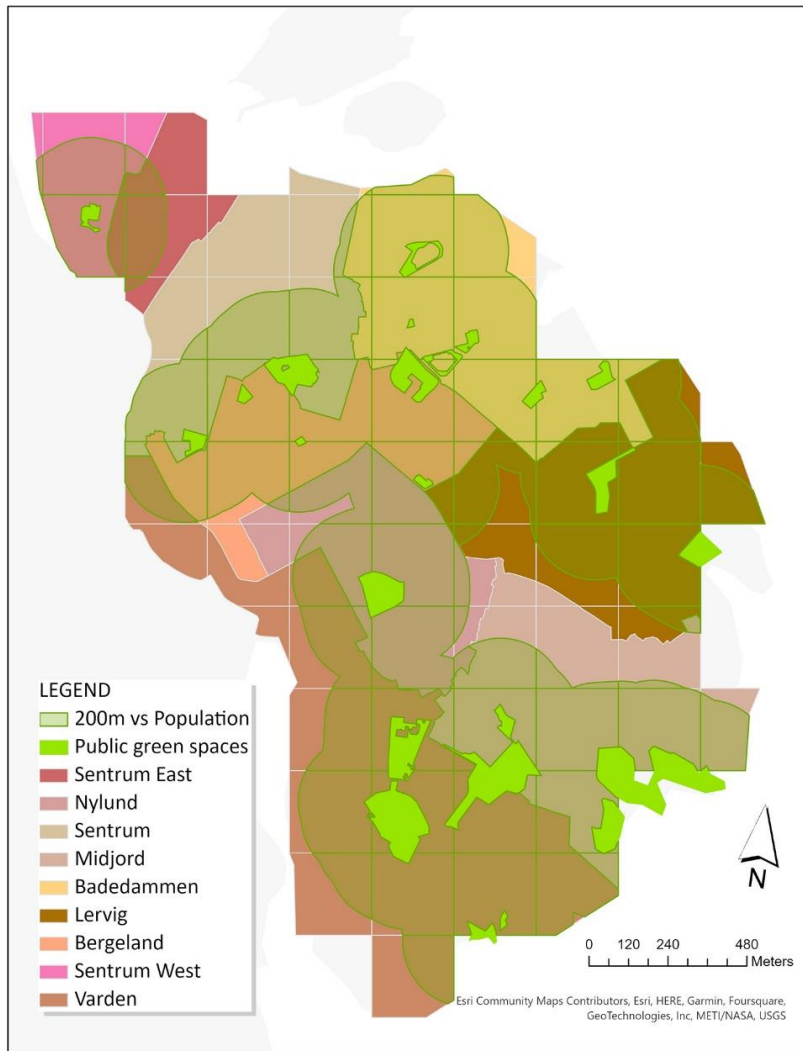 LEGEND
200m vs Population
Public green spaces
Sentrum East
Nylund
Sentrum
Midjord
Badedammen
Lervig
Bergeland
Sentrum West
Varden
N
0 120 240 480
Meters
Esri Community Maps Contributors, Esri, HERE, Garmin, Foursquare,
GeoTechnologies, Inc, METI/NASA, USGS